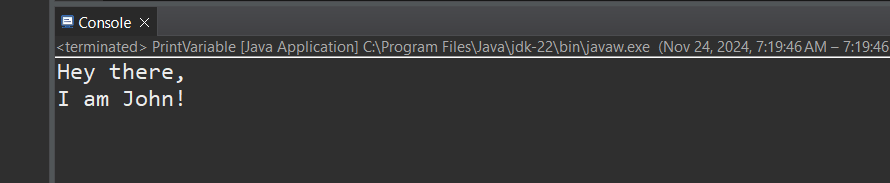 Console
<terminated> PrintVariable [Java Application] C:\Program Files\Java\jdk-22\bin\javaw.exe (Nov 24, 2024, 7:19:46 AM – 7:19:46
Hey there,
I am John!